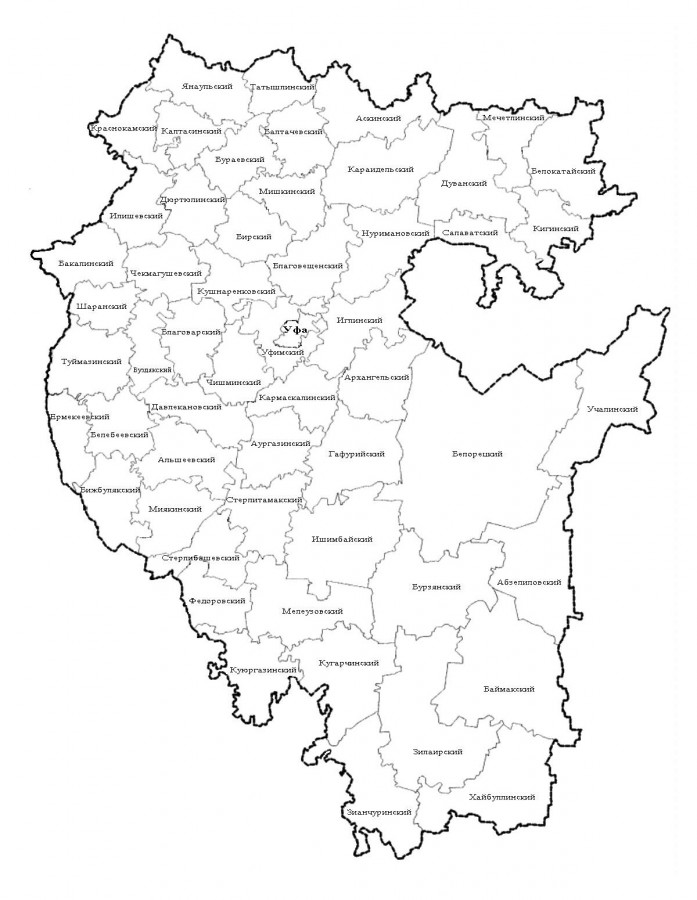 Янаульский
Татышлинский
Аскинский
Мечетлинский
Краснокамский
Калтасинский
Балтачевский
Бураевский
Караидельский
Дуванский
Белокатайский
Мишкинский
Дюртюлинский
Илишевский
Бирский
Нуримановский
Салаватский
Кигинский
Бакалинский
Чекмагушевский
Благовещенский
Кушнаренковский
Шаранский
Благоварский
Уфа
Иглинский
Уфимский
Туймазинский
Буздякский
Чишминский
Архангельский
Кармаскалинский
Давлекановский
Учалинский
Ермекеевский
Белебеевский
Аургазинский
Альшеевский
Гафурийский
Белорецкий
Бижбулякский
Стерлитамакский
Миякинский
Ишимбайский
Стерлибашевский
Бурзянский
Абзелиловский
Федоровский
Мелеузовский
Куюргазинский
Кугарчинский
Баймакский
Зилаирский
Хайбуллинский
Зианчуринский